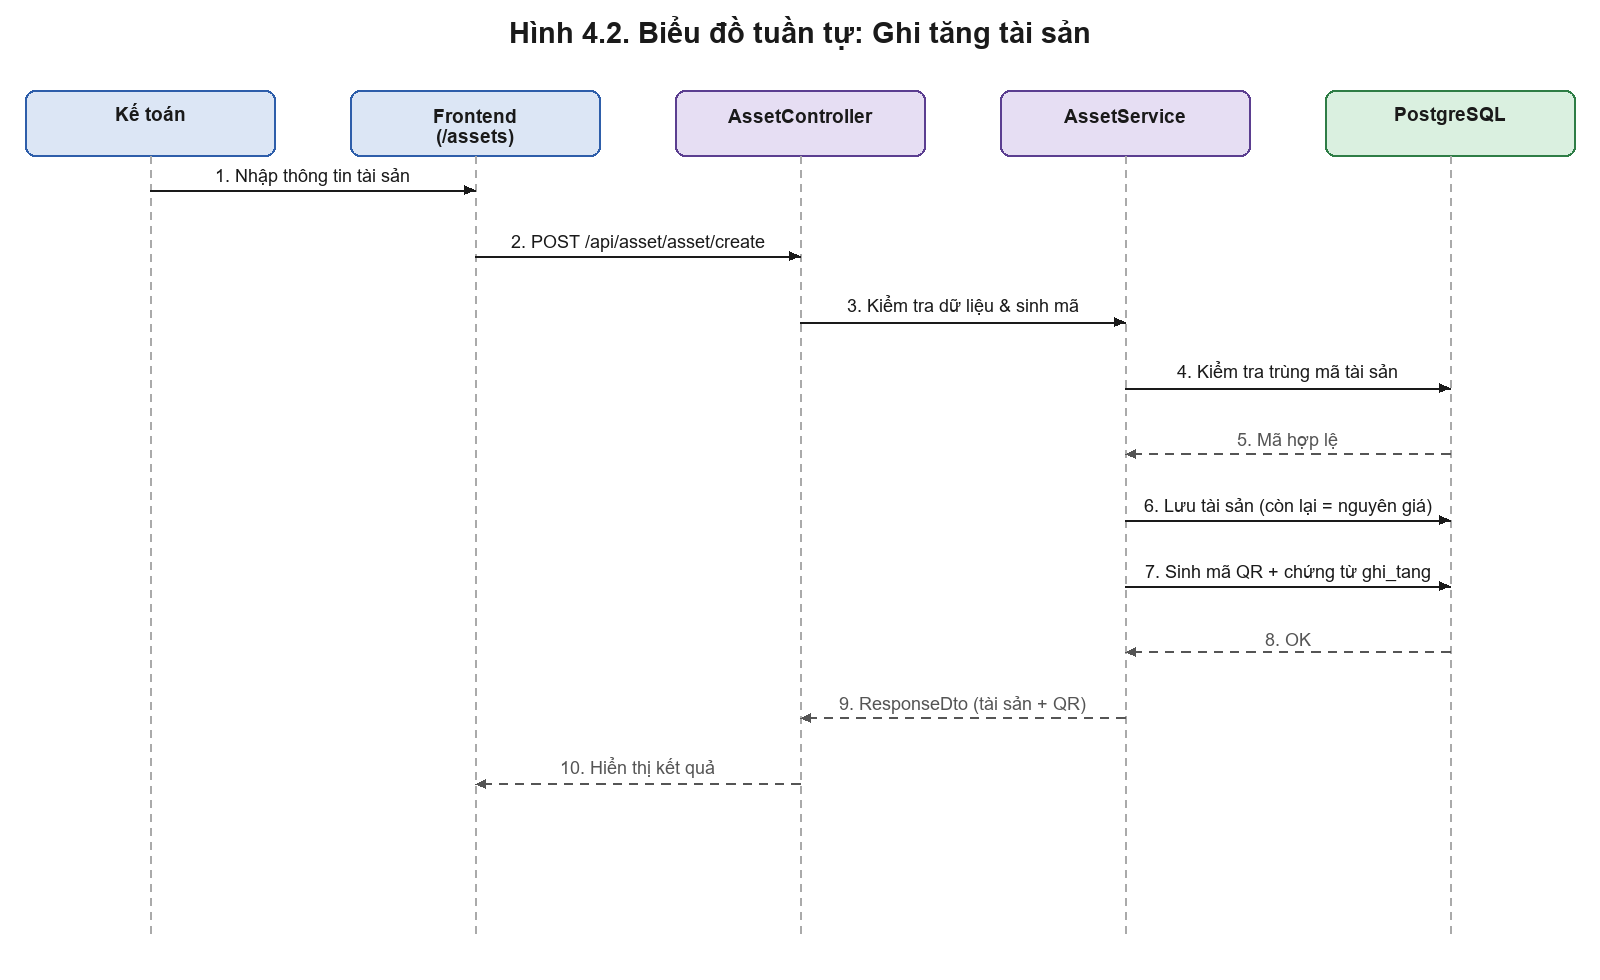 Hình 4.2. Biểu đồ tuần tự: Ghi tăng tài sản
Kế toán
Frontend
(/assets)
AssetController
AssetService
PostgreSQL
1. Nhập thông tin tài sản
2. POST /api/asset/asset/create
3. Kiểm tra dữ liệu & sinh mã
4. Kiểm tra trùng mã tài sản
5. Mã hợp lệ
6. Lưu tài sản (còn lại = nguyên giá)
7. Sinh mã QR + chứng từ ghi_tang
8. OK
9. ResponseDto (tài sản + QR)
10. Hiển thị kết quả